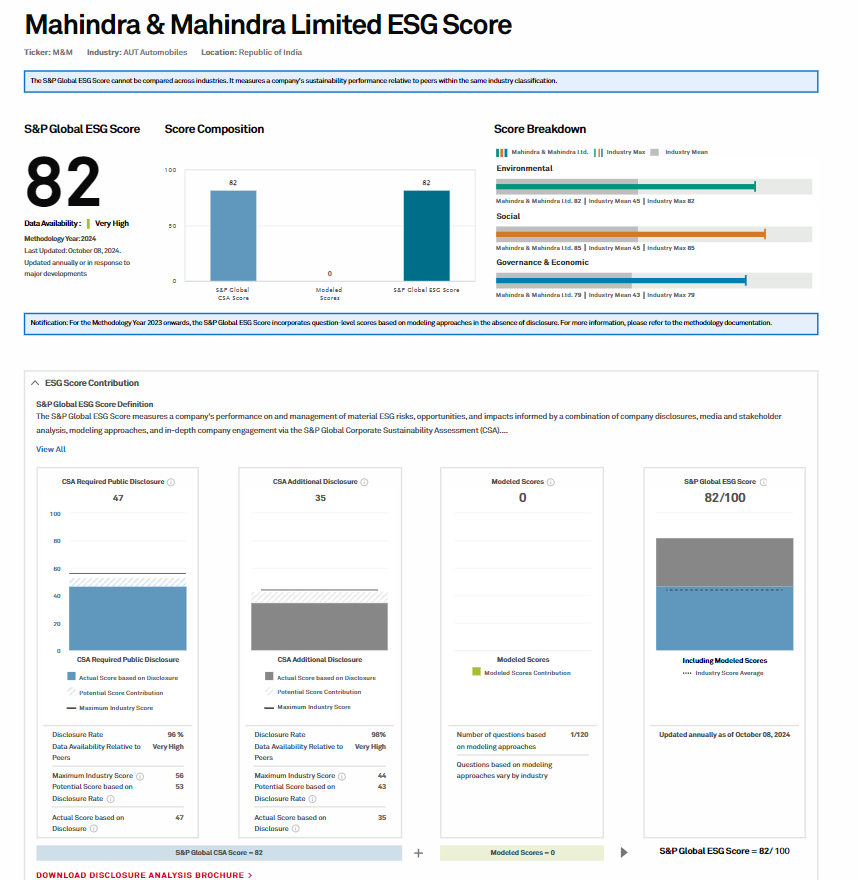 Mahindra & Mahindra Limited ESG Score
Ticker: M&M Industry: AUT Automobiles Location: Republic of India
The S&P Global ESG Score cannot be compared across industries. It measures a company's sustainability performance relative to peers within the same industry classification.
S&P Global ESG Score
82
Data Availability: Very High
Methodology Year: 2024
Last Updated: October 08, 2024.
Updated annually or in response to
major developments
Score Composition
100
50
0
82
0
82
S&P Global
CSA Score
Modeled
Scores
S&P Global ESG Score
Score Breakdown
Mahindra & Mahindra Ltd. Industry Max Industry Mean
Environmental
Mahindra & Mahindra Ltd. 82 | Industry Mean 45 | Industry Max 82
Social
Mahindra & Mahindra Ltd. 85 | Industry Mean 45 | Industry Max 85
Governance & Economic
Mahindra & Mahindra Ltd. 79 | Industry Mean 43 | Industry Max 79
Notification: For the Methodology Year 2023 onwards, the S&P Global ESG Score incorporates question-level scores based on modeling approaches in the absence of disclosure. For more information, please refer to the methodology documentation.
ESG Score Contribution
S&P Global ESG Score Definition
The S&P Global ESG Score measures a company's performance on and management of material ESG risks, opportunities, and impacts informed by a combination of company disclosures, media and stakeholder
analysis, modeling approaches, and in-depth company engagement via the S&P Global Corporate Sustainability Assessment (CSA)....
View All
CSA Required Public Disclosure
47
100
80
60
40
20
0
CSA Required Public Disclosure
Actual Score based on Disclosure
Potential Score Contribution
Maximum Industry Score
Disclosure Rate 96 %
Data Availability Relative to Very High
Peers
Maximum Industry Score 56
Potential Score based on 53
Disclosure Rate
Actual Score based on 47
Disclosure
CSA Additional Disclosure
35
CSA Additional Disclosure
Actual Score based on Disclosure
Potential Score Contribution
Maximum Industry Score
Disclosure Rate 98%
Data Availability Relative to Very High
Peers
Maximum Industry Score 44
Potential Score based on 43
Disclosure Rate
Actual Score based on 35
Disclosure
Modeled Scores
0
Modeled Scores
Modeled Scores Contribution
Number of questions based 1/120
on modeling approaches
Questions based on modeling
approaches vary by industry
S&P Global ESG Score
82/100
Including Modeled Scores
Industry Score Average
Updated annually as of October 08, 2024
S&P Global CSA Score = 82
+
Modeled Scores = 0
S&P Global ESG Score = 82/ 100
DOWNLOAD DISCLOSURE ANALYSIS BROCHURE >